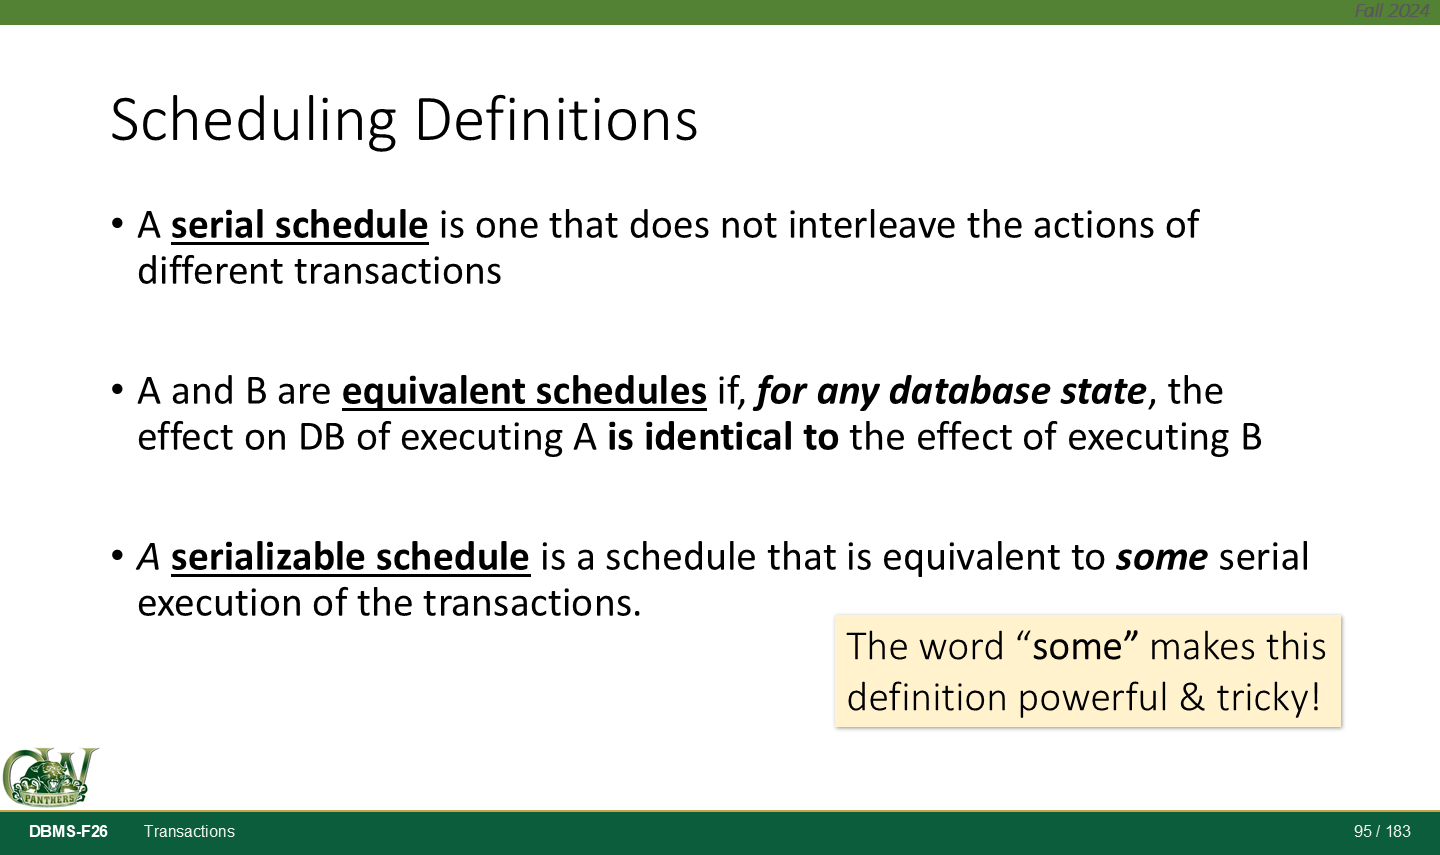 Fall 2024
Scheduling Definitions
• A serial schedule is one that does not interleave the actions of
different transactions
• A and B are equivalent schedules if, for any database state, the
effect on DB of executing A is identical to the effect of executing B
• A serializable schedule is a schedule that is equivalent to some serial
execution of the transactions.
The word “some” makes this
definition powerful & tricky!
OW
PANTHERS
DBMS-F26 Transactions 95 / 183